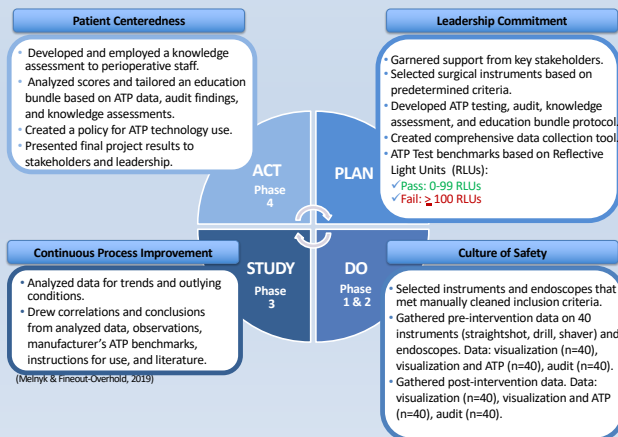 Patient Centeredness
• Developed and employed a knowledge
assessment to perioperative staff.
• Analyzed scores and tailored an education
bundle based on ATP data, audit findings,
and knowledge assessments.
• Created a policy for ATP technology use.
• Presented final project results to
stakeholders and leadership.
Leadership Commitment
• Garnered support from key stakeholders.
• Selected surgical instruments based on
predetermined criteria.
• Developed ATP testing, audit, knowledge
assessment, and education bundle protocol.
• Created comprehensive data collection tool.
• ATP Test benchmarks based on Reflective
Light Units (RLUs):
✓Pass: 0-99 RLUs
✓Fail: ≥ 100 RLUs
ACT
Phase
4
PLAN
STUDY
Phase
3
DO
Phase
1 & 2
Continuous Process Improvement
• Analyzed data for trends and outlying
conditions.
• Drew correlations and conclusions
from analyzed data, observations,
manufacturer's ATP benchmarks,
instructions for use, and literature.
(Melnyk & Fineout-Overhold, 2019)
Culture of Safety
• Selected instruments and endoscopes that
met manually cleaned inclusion criteria.
• Gathered pre-intervention data on 40
instruments (straightshot, drill, shaver) and
endoscopes. Data: visualization (n=40),
visualization and ATP (n=40), audit (n=40).
• Gathered post-intervention data. Data:
visualization (n=40), visualization and ATP
(n=40), audit (n=40).